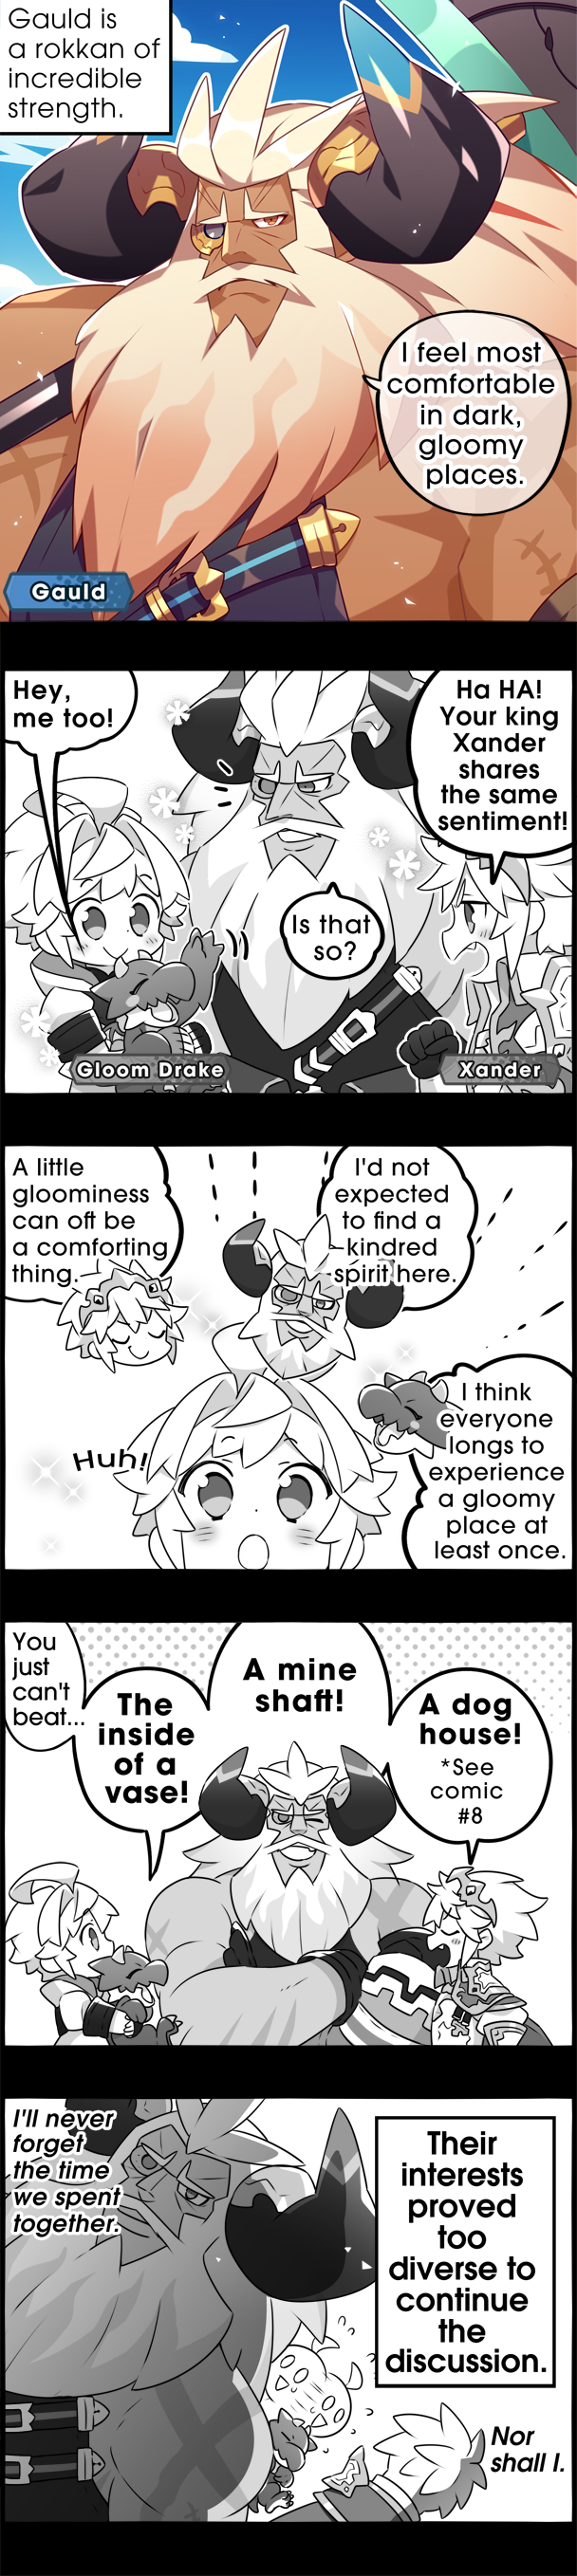 Gauld is
a rokkan of
incredible
strength.
I feel most
comfortable
in dark,
gloomy
places.
Gauld
Hey,
me too!
Ha HA!
Your king
Xander
shares
the same
sentiment!
Is that
so?
Gloom Drake
Xander
A little
gloominess
can oft be
a comforting
thing.
I'd not
expected
to find a
kindred
spirit here.
Huh!
I think
everyone
longs to
experience
a gloomy
place at
least once.
You
just
can't
beat...
The
inside
of a
vase!
A mine
shaft!
A dog
house!
*See
comic
#8
I'll never
forget
the time
we spent
together.
Their
interests
proved
too
diverse to
continue
the
discussion.
Nor
shall I.